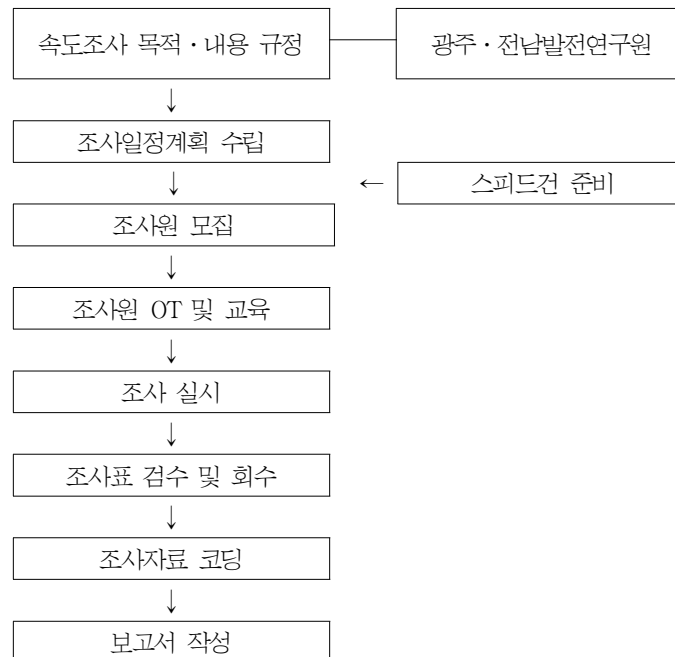 속도조사 목적·내용 규정
광주·전남발전연구원
↓
조사일정계획 수립
↓
← 스피드건 준비
조사원 모집
↓
조사원 OT 및 교육
↓
조사 실시
↓
조사표 검수 및 회수
↓
조사자료 코딩
↓
보고서 작성